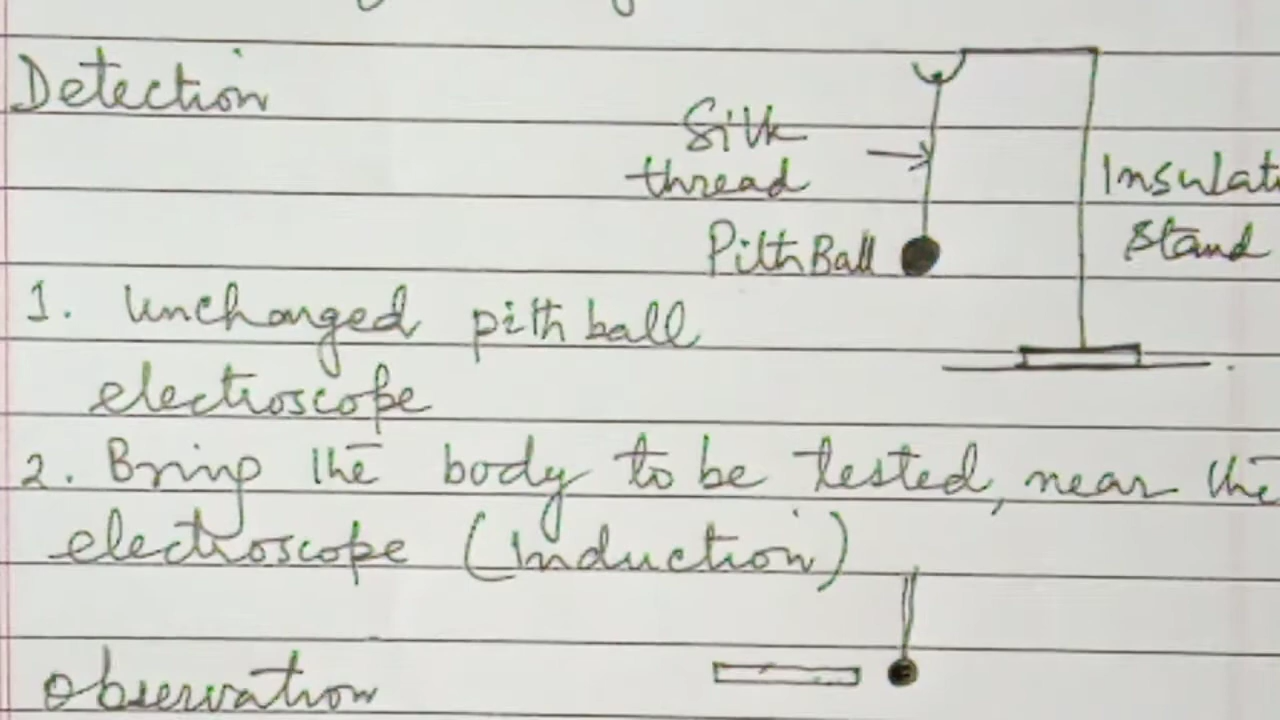 Detection
Silk
thread
Insulat
Stand
Pilth Ball
1. Unchanged pith ball
electroscope
2. Bring the body to be tested, near the
electroscope (Induction)
Observation